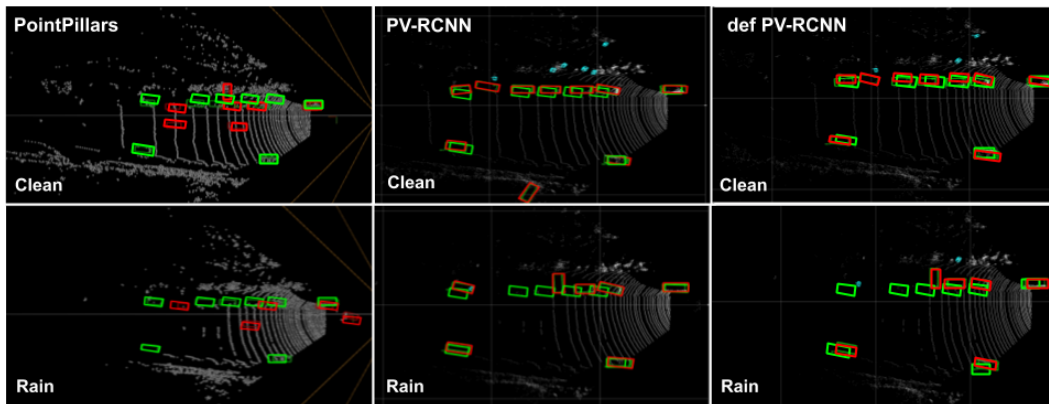 PointPillars
PV-RCNN
def PV-RCNN
Clean
Clean
Clean
Rain
Rain
Rain